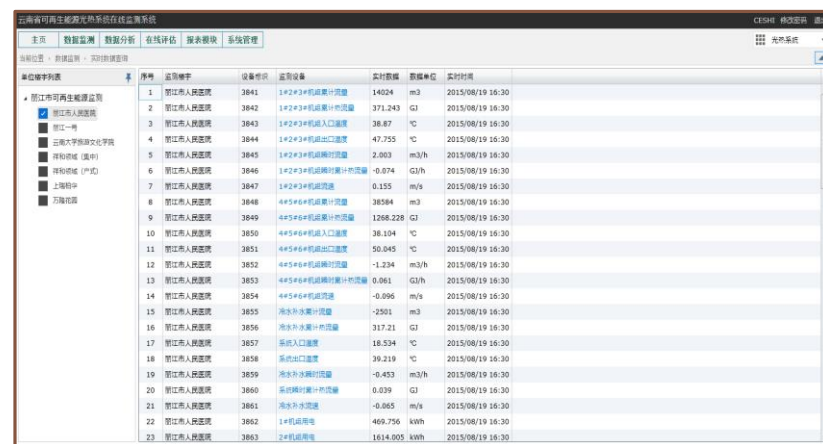 云南省可再生能源光热系统在线监测系统 CESHI 修改密码
主页 数据监测 数据分析 在线评估 报表模块 系统管理 光热系统
当前位置 > 数据监测 > 实时数据查询
单位楼宇列表
丽江市可再生能源监测
丽江市人民医院
丽江一号
云南大学旅游文化学院
祥和领域 (集中)
祥和领域 (户式)
上瑞柏华
万隆花园
序号 监测楼宇 设备标识 监测设备 实时数据 数据单位 实时时间
1 丽江市人民医院 3841 1#2#3#机组累计流量 14024 m3 2015/08/19 16:30
2 丽江市人民医院 3842 1#2#3#机组累计热流量 371.243 GJ 2015/08/19 16:30
3 丽江市人民医院 3843 1#2#3#机组入口温度 38.87 ℃ 2015/08/19 16:30
4 丽江市人民医院 3844 1#2#3#机组出口温度 47.755 ℃ 2015/08/19 16:30
5 丽江市人民医院 3845 1#2#3#机组瞬时流量 2.003 m3/h 2015/08/19 16:30
6 丽江市人民医院 3846 1#2#3#机组瞬时累计热流量 -0.074 GJ/h 2015/08/19 16:30
7 丽江市人民医院 3847 1#2#3#机组流速 0.155 m/s 2015/08/19 16:30
8 丽江市人民医院 3848 4#5#6#机组累计流量 38584 m3 2015/08/19 16:30
9 丽江市人民医院 3849 4#5#6#机组累计热流量 1268.228 GJ 2015/08/19 16:30
10 丽江市人民医院 3850 4#5#6#机组入口温度 38.104 ℃ 2015/08/19 16:30
11 丽江市人民医院 3851 4#5#6#机组出口温度 50.045 ℃ 2015/08/19 16:30
12 丽江市人民医院 3852 4#5#6#机组瞬时流量 -1.234 m3/h 2015/08/19 16:30
13 丽江市人民医院 3853 4#5#6#机组瞬时累计热流量 0.061 GJ/h 2015/08/19 16:30
14 丽江市人民医院 3854 4#5#6#机组流速 -0.096 m/s 2015/08/19 16:30
15 丽江市人民医院 3855 冷水补水累计流量 -2501 m3 2015/08/19 16:30
16 丽江市人民医院 3856 冷水补水累计热流量 317.21 GJ 2015/08/19 16:30
17 丽江市人民医院 3857 系统入口温度 18.534 ℃ 2015/08/19 16:30
18 丽江市人民医院 3858 系统出口温度 39.219 ℃ 2015/08/19 16:30
19 丽江市人民医院 3859 冷水补水瞬时流量 -0.453 m3/h 2015/08/19 16:30
20 丽江市人民医院 3860 系统瞬时累计热流量 0.039 GJ 2015/08/19 16:30
21 丽江市人民医院 3861 冷水补水流速 -0.065 m/s 2015/08/19 16:30
22 丽江市人民医院 3862 1#机组用电 469.756 kWh 2015/08/19 16:30
23 丽江市人民医院 3863 2#机组用电 1614.005 kWh 2015/08/19 16:30